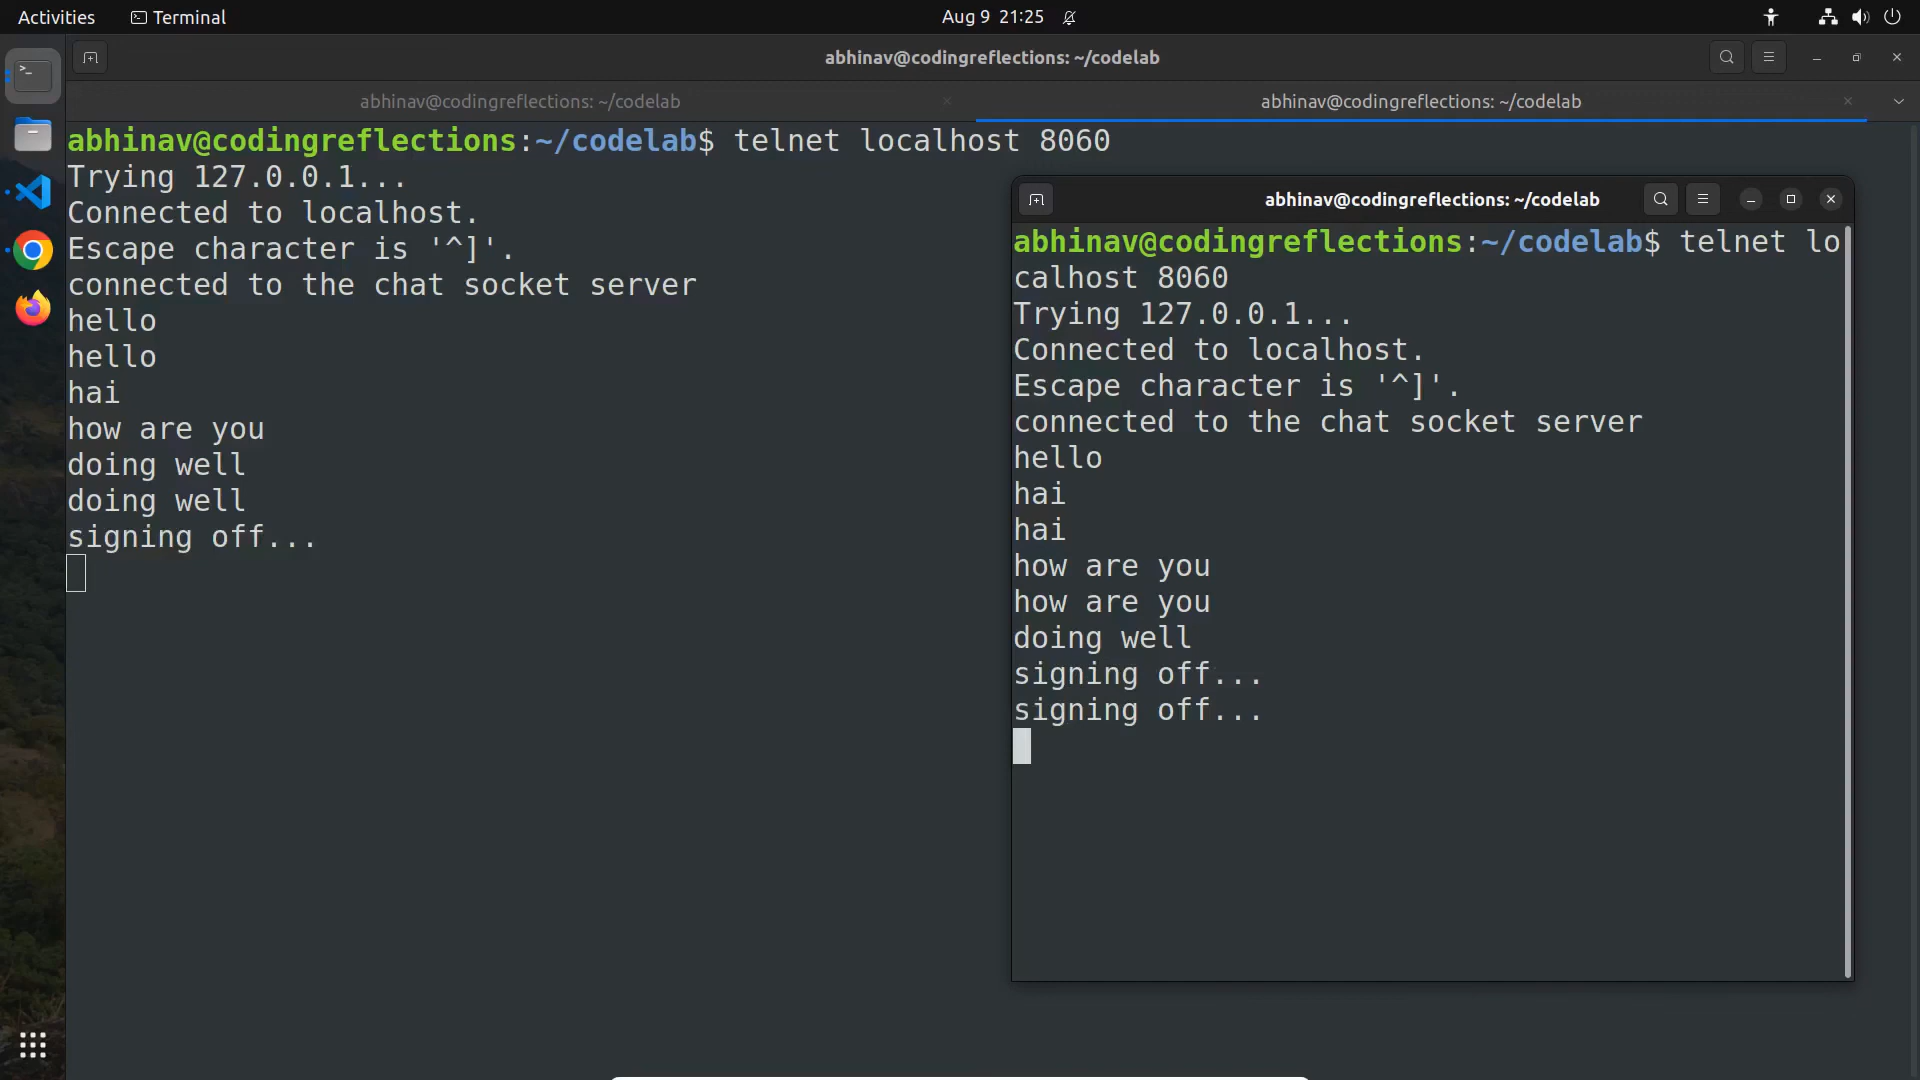 Activities
Terminal
Aug 9 21:25
abhinav@codingreflections: ~/codelab
abhinav@codingreflections: ~/codelab
abhinav@codingreflections: ~/codelab
abhinav@codingreflections:~/codelab$ telnet localhost 8060
Trying 127.0.0.1...
Connected to localhost.
Escape character is '^]'.
connected to the chat socket server
hello
hello
hai
how are you
doing well
doing well
signing off...
abhinav@codingreflections: ~/codelab
abhinav@codingreflections:~/codelab$ telnet lo
calhost 8060
Trying 127.0.0.1...
Connected to localhost.
Escape character is '^]'.
connected to the chat socket server
hello
hai
hai
how are you
how are you
doing well
signing off...
signing off...